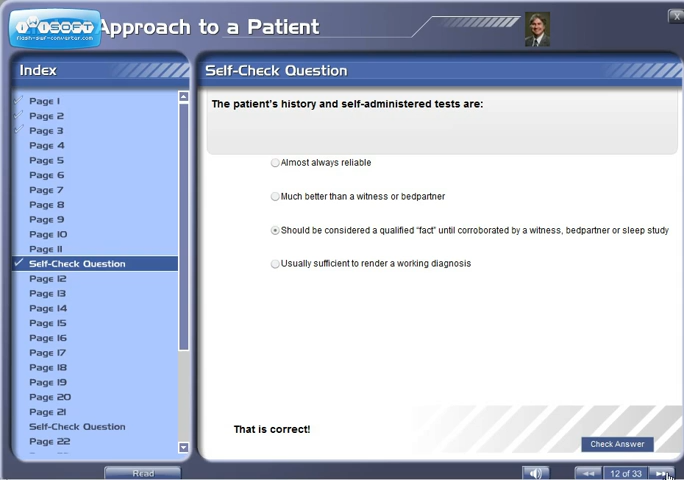 iWiSOFT
flash-swf-converter.com
Approach to a Patient
X
Index
Self-Check Question
Page 1
Page 2
Page 3
Page 4
Page 5
Page 6
Page 7
Page 8
Page 9
Page 10
Page 11
Self-Check Question
Page 12
Page 13
Page 14
Page 15
Page 16
Page 17
Page 18
Page 19
Page 20
Page 21
Self-Check Question
Page 22
The patient's history and self-administered tests are:
Almost always reliable
Much better than a witness or bedpartner
Should be considered a qualified "fact" until corroborated by a witness, bedpartner or sleep study
Usually sufficient to render a working diagnosis
That is correct!
Check Answer
Read
12 of 33